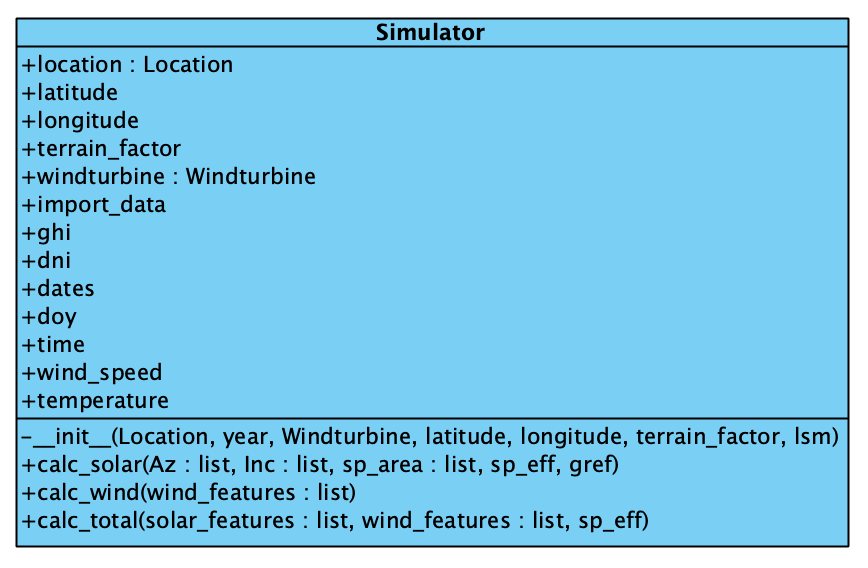 Simulator
+location : Location
+latitude
+longitude
+terrain_factor
+windturbine : Windturbine
+import_data
+ghi
+dni
+dates
+doy
+time
+wind_speed
+temperature
-__init__(Location, year, Windturbine, latitude, longitude, terrain_factor, lsm)
+calc_solar(Az : list, Inc : list, sp_area : list, sp_eff, gref)
+calc_wind(wind_features : list)
+calc_total(solar_features : list, wind_features : list, sp_eff)